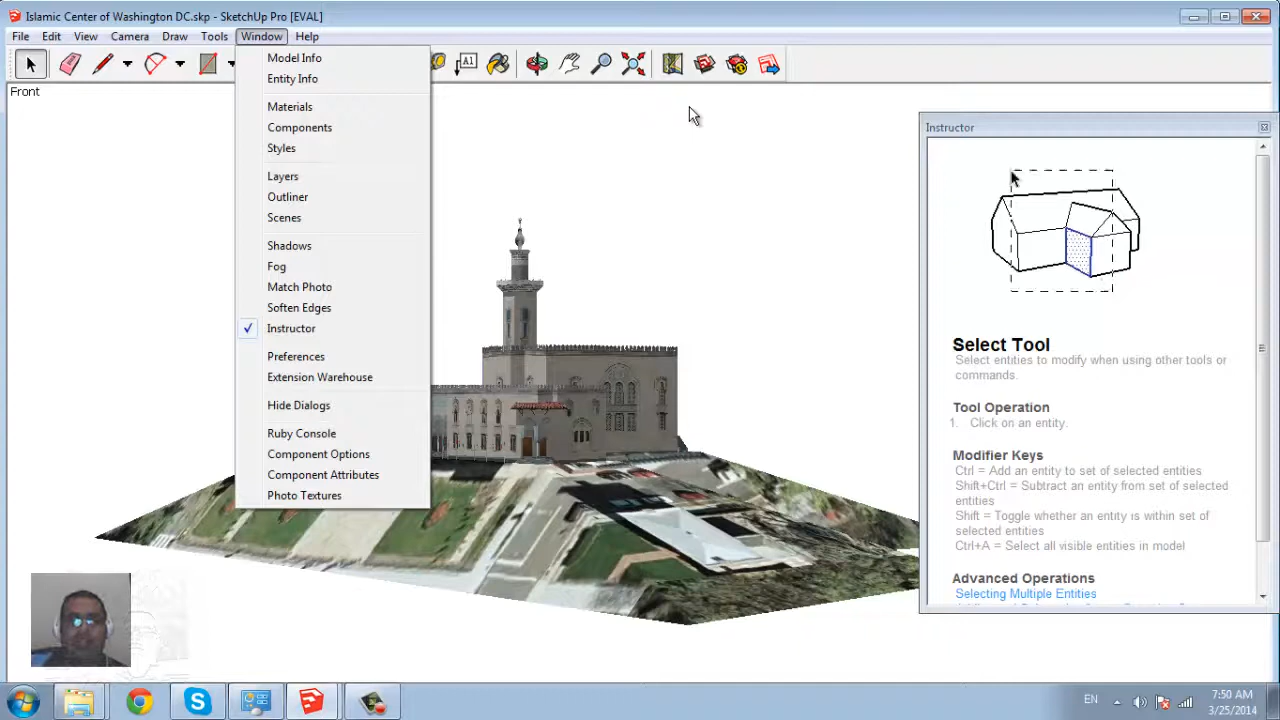 Islamic Center of Washington DC.skp - SketchUp Pro [EVAL]
File Edit View Camera Draw Tools Window Help
A1
Front
Model Info
Entity Info
Materials
Components
Styles
Layers
Outliner
Scenes
Shadows
Fog
Match Photo
Soften Edges
Instructor
Preferences
Extension Warehouse
Hide Dialogs
Ruby Console
Component Options
Component Attributes
Photo Textures
Instructor
Select Tool
Select entities to modify when using other tools or
commands.
Tool Operation
1. Click on an entity.
Modifier Keys
Ctrl = Add an entity to set of selected entities
Shift+Ctrl = Subtract an entity from set of selected
entities
Shift = Toggle whether an entity is within set of
selected entities
Ctrl+A = Select all visible entities in model
Advanced Operations
Selecting Multiple Entities
EN
7:50 AM
3/25/2014